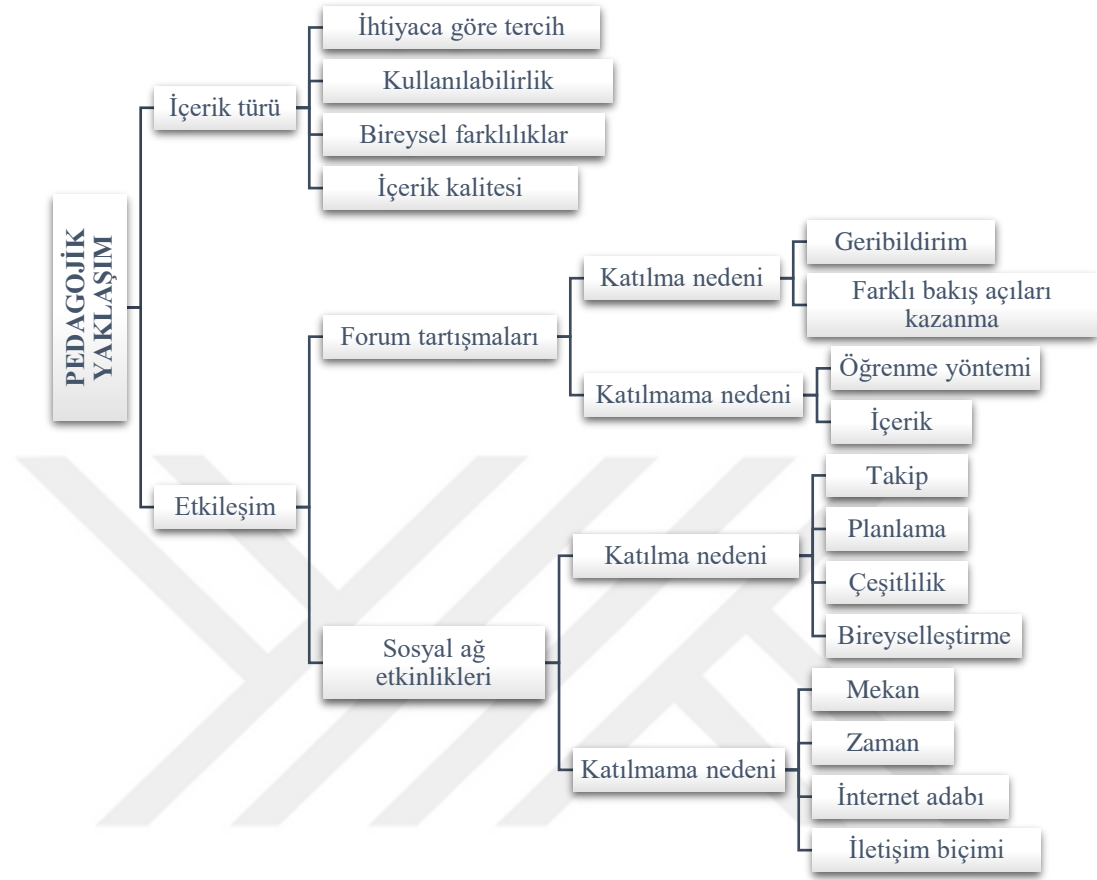 PEDAGOJİK
YAKLAŞIM
İçerik türü
İhtiyaca göre tercih
Kullanılabilirlik
Bireysel farklılıklar
İçerik kalitesi
Etkileşim
Forum tartışmaları
Katılma nedeni
Geribildirim
Farklı bakış açıları
kazanma
Katılmama nedeni
Öğrenme yöntemi
İçerik
Sosyal ağ
etkinlikleri
Katılma nedeni
Takip
Planlama
Çeşitlilik
Bireyselleştirme
Katılmama nedeni
Mekan
Zaman
İnternet adabı
İletişim biçimi